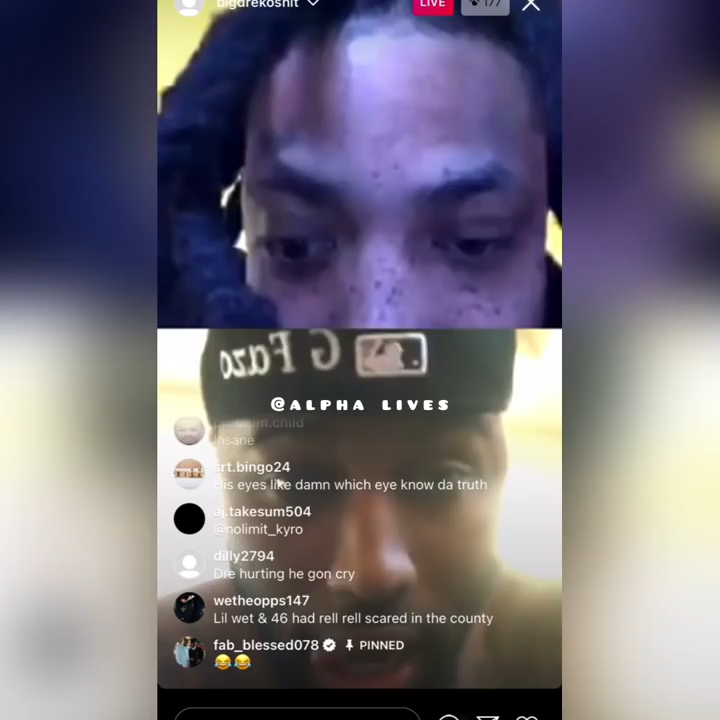 bigdrekoshit
LIVE
177
G Fazo
@ALPHA LIVES
insane
srt.bingo24
His eyes like damn which eye know da truth
aj.takesum504
@nolimit_kyro
dilly2794
Dre hurting he gon cry
wetheopps147
Lil wet & 46 had rell rell scared in the county
fab_blessed078 PINNED
😂😂